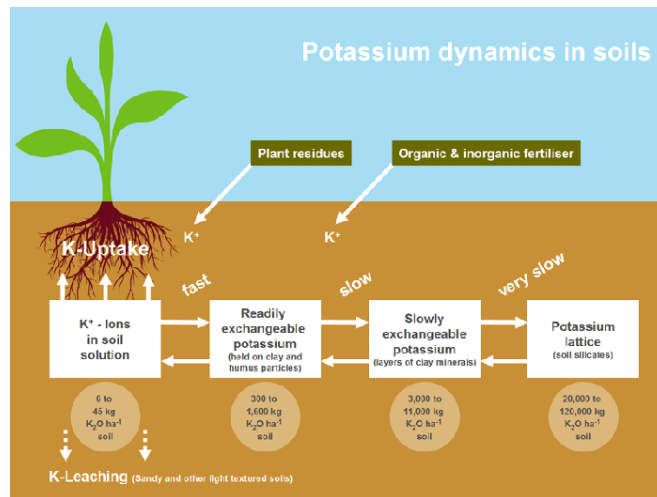 Potassium dynamics in soils
Plant residues
Organic & inorganic fertiliser
K⁺
K⁺
K-Uptake
fast
slow
very slow
K⁺ - Ions
in soil
solution
Readily
exchangeable
potassium
(held on clay and
humus particles)
Slowly
exchangeable
potassium
(layers of clay minerals)
Potassium
lattice
(soil silicates)
6 to
45 kg
K₂O ha⁻¹
soil
300 to
1,600 kg
K₂O ha⁻¹
soil
3,000 to
11,000 kg
K₂O ha⁻¹
soil
20,000 to
120,000 kg
K₂O ha⁻¹
soil
K-Leaching (Sandy and other light textured soils)